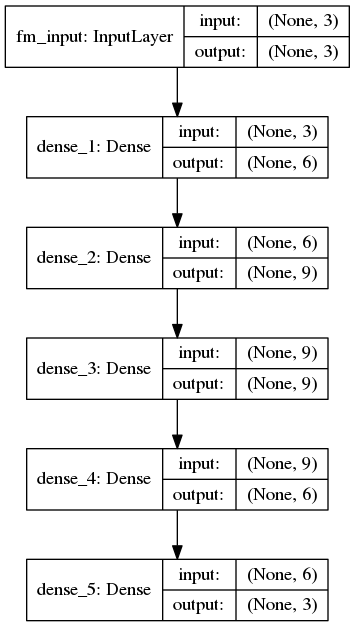 fm_input: InputLayer
input: (None, 3)
output: (None, 3)
dense_1: Dense
input: (None, 3)
output: (None, 6)
dense_2: Dense
input: (None, 6)
output: (None, 9)
dense_3: Dense
input: (None, 9)
output: (None, 9)
dense_4: Dense
input: (None, 9)
output: (None, 6)
dense_5: Dense
input: (None, 6)
output: (None, 3)